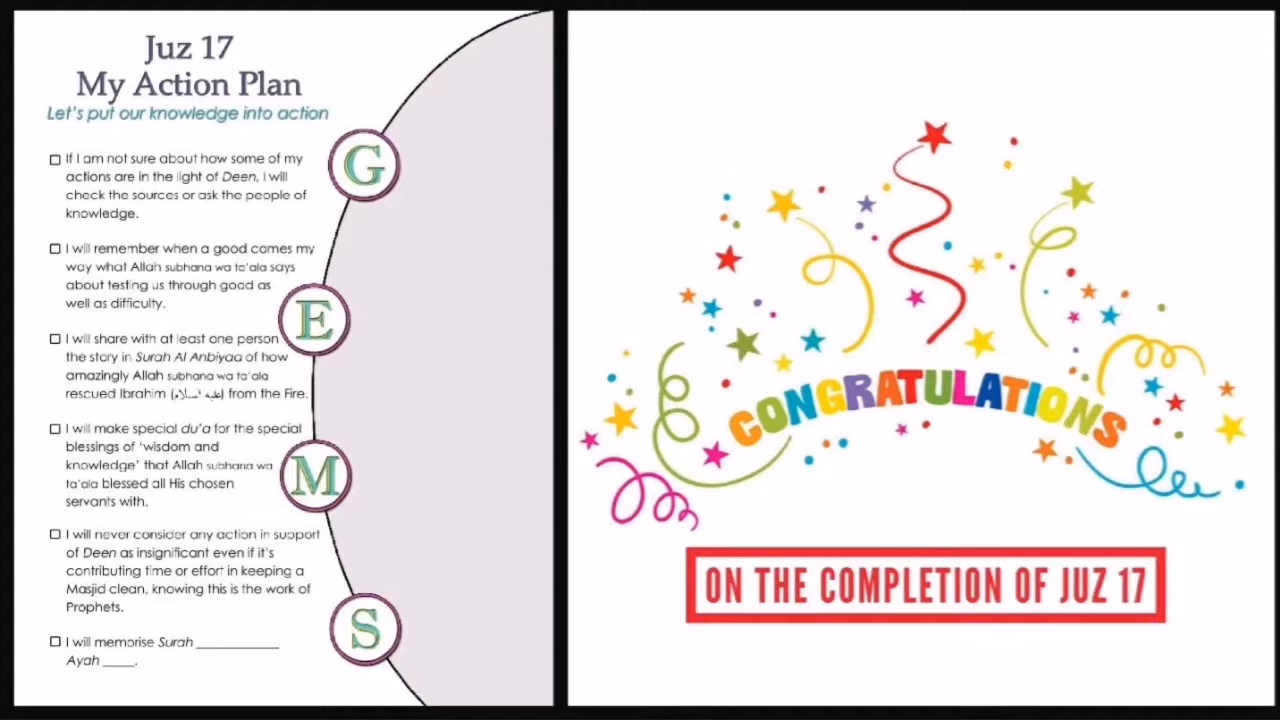 Juz 17
My Action Plan
Let's put our knowledge into action
☐ If I am not sure about how some of my
actions are in the light of Deen, I will
check the sources or ask the people of
knowledge.
☐ I will remember when a good comes my
way what Allah subhana wa ta'ala says
about testing us through good as
well as difficulty.
☐ I will share with at least one person
the story in Surah Al Anbiyaa of how
amazingly Allah subhana wa ta'ala
rescued Ibrahim (عليه السلام) from the Fire.
☐ I will make special du'a for the special
blessings of 'wisdom and
knowledge' that Allah subhana wa
ta'ala blessed all His chosen
servants with.
☐ I will never consider any action in support
of Deen as insignificant even if it's
contributing time or effort in keeping a
Masjid clean, knowing this is the work of
Prophets.
☐ I will memorise Surah ____________
Ayah _____.
G
E
M
S
CONGRATULATIONS
ON THE COMPLETION OF JUZ 17